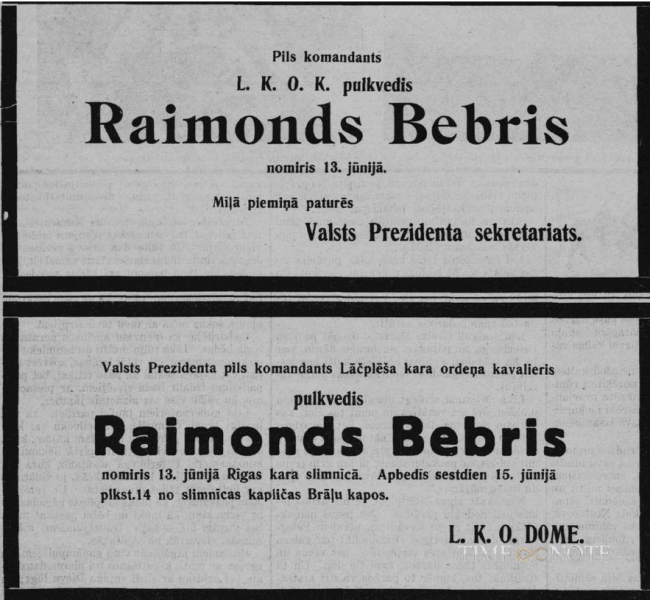 Pils komandants
L. K. O. K. pulkvedis
Raimonds Bebris
nomiris 13. jūnijā.
Mīļā piemiņā paturēs
Valsts Prezidenta sekretariats.
Valsts Prezidenta pils komandants Lāčplēša kara ordeņa kavalieris
pulkvedis
Raimonds Bebris
nomiris 13. jūnijā Rīgas kara slimnīcā. Apbedīs sestdien 15. jūnijā
plkst.14 no slimnīcas kapličas Brāļu kapos.
L. K. O. DOME.
TIMENOTE